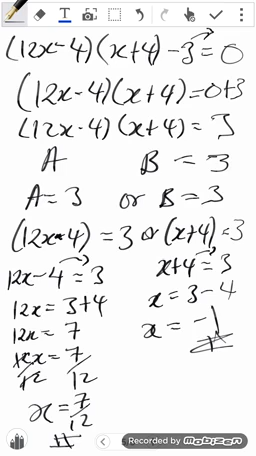 (12x-4)(x+4)-3=0
(12x-4)(x+4)=0+3
(12x-4)(x+4)=3
A B = 3
A=3 or B=3
(12x-4)=3 or (x+4)=3
12x-4=3
12x=3+4
12x=7
12x/12=7/12
x=7/12
x+4=3
x=3-4
x=-1
Recorded by mobizen